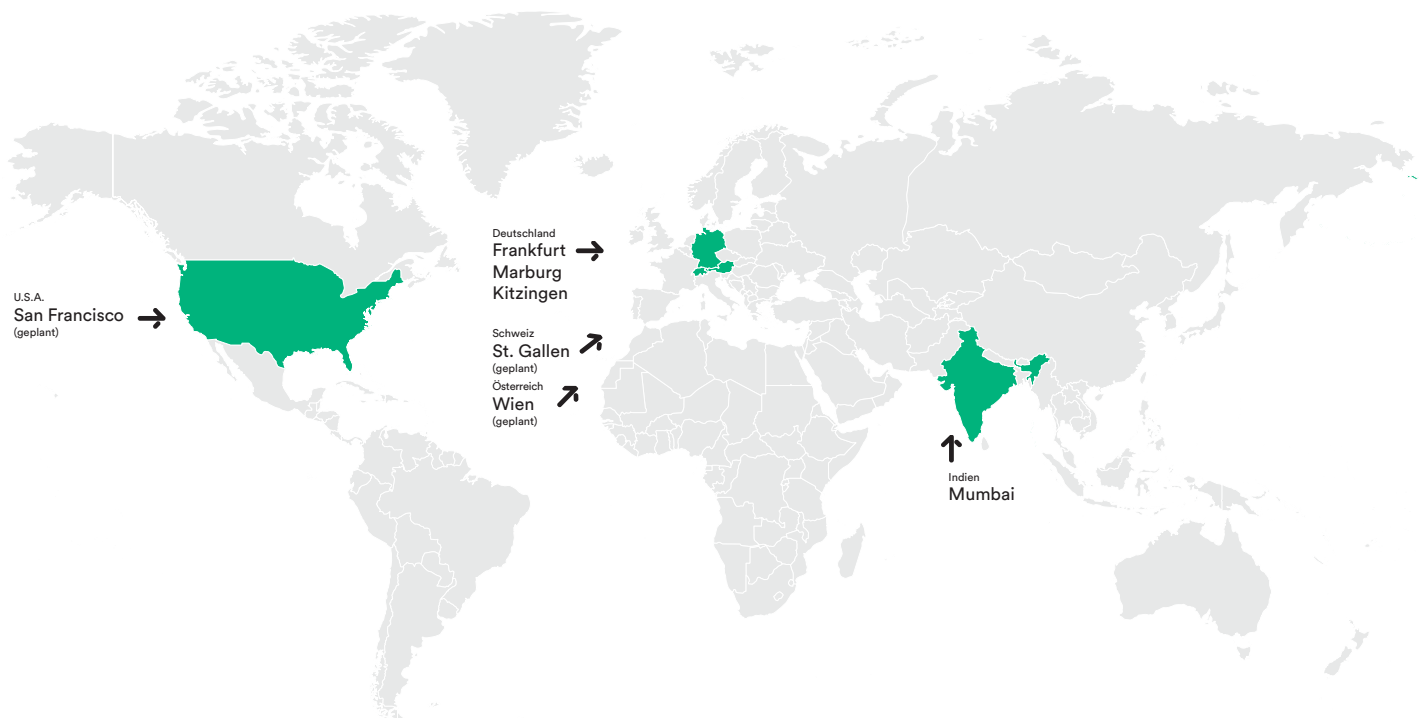 U.S.A.
San Francisco
(geplant)
Deutschland
Frankfurt
Marburg
Kitzingen
Schweiz
St. Gallen
(geplant)
Österreich
Wien
(geplant)
Indien
Mumbai